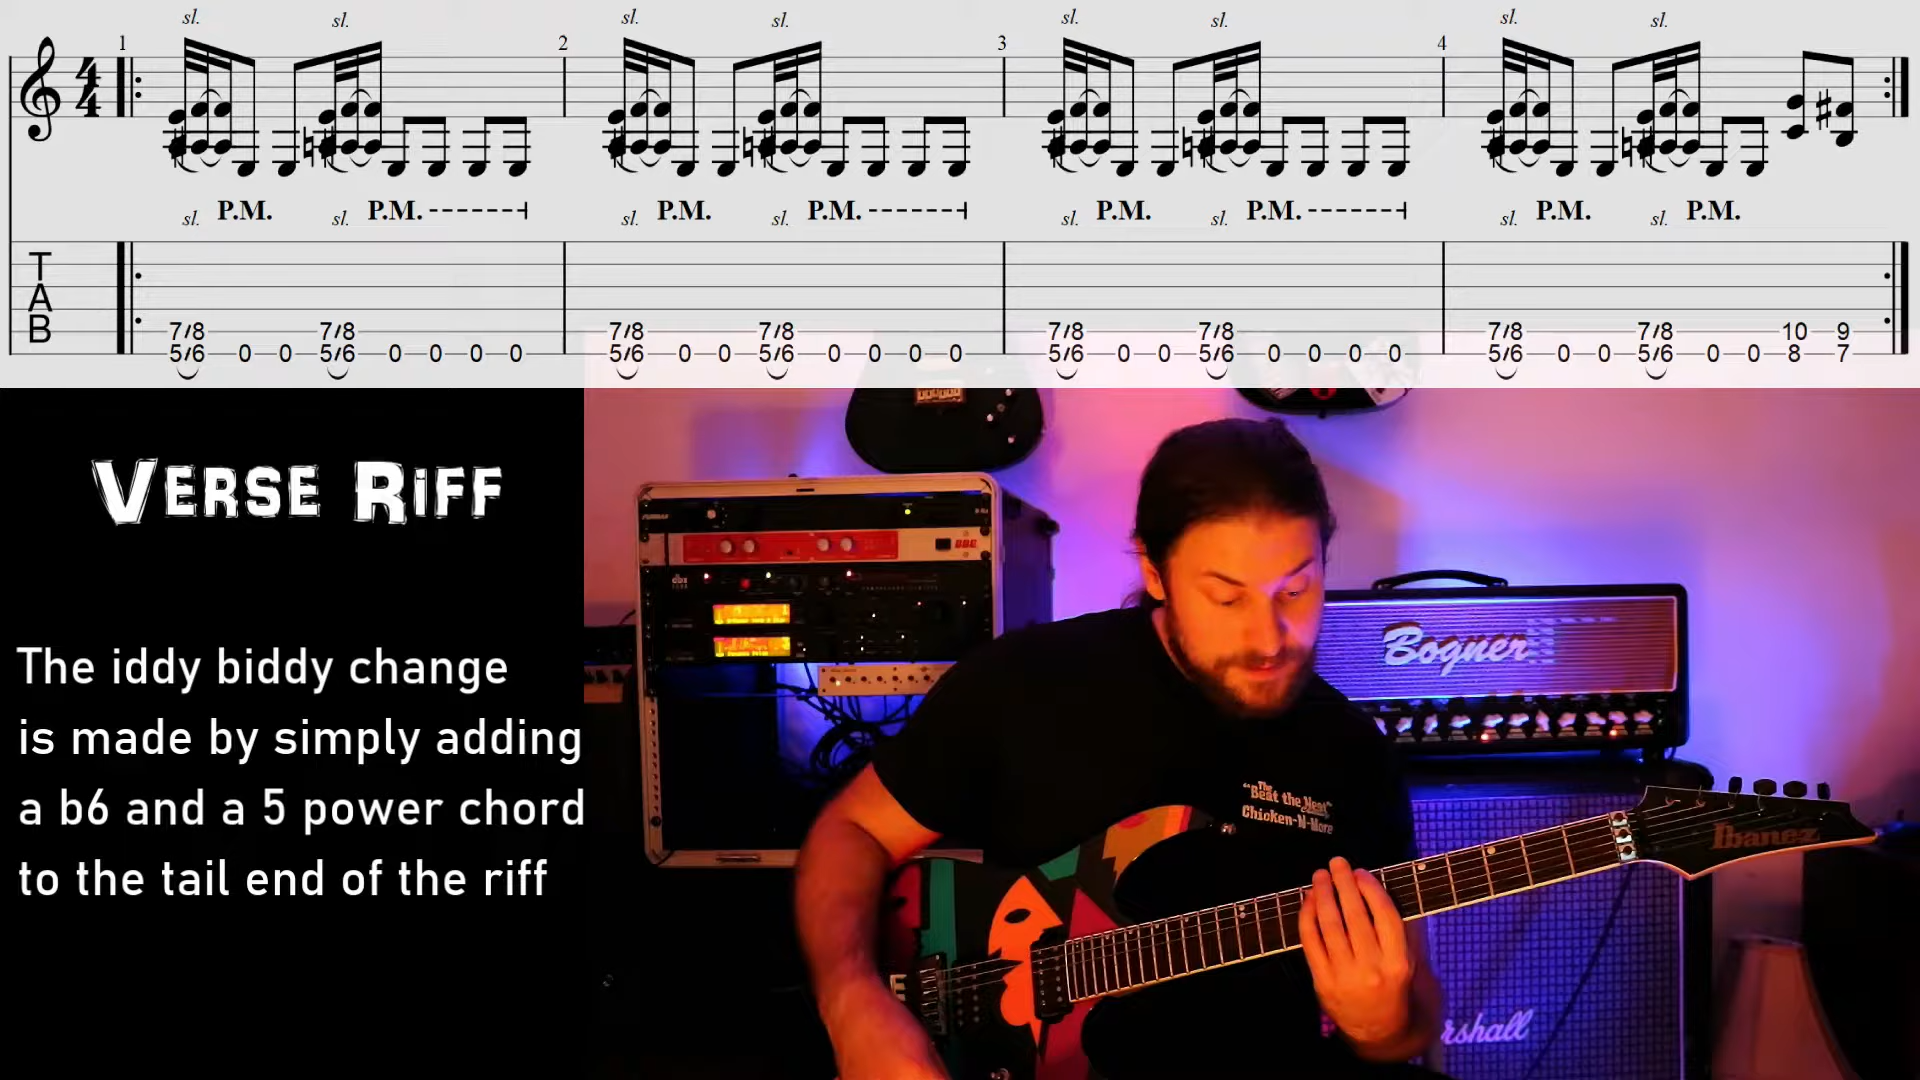 sl. sl. sl. sl. sl. sl. sl. sl.
1 2 3 4
4
4
P.M. P.M. P.M. P.M. P.M. P.M. P.M. P.M.
sl. sl. sl. sl. sl. sl. sl. sl.
T
A
B
7/8 7/8 7/8 7/8 7/8 7/8 7/8 7/8 10 9
5/6 0 0 5/6 0 0 0 0 5/6 0 0 5/6 0 0 0 0 5/6 0 0 5/6 0 0 0 0 5/6 0 0 5/6 0 0 8 7
VERSE RIFF
The iddy biddy change
is made by simply adding
a b6 and a 5 power chord
to the tail end of the riff
BBE
dbx
Bogner
The
"Beat the Meat"
Chicken-N-More
Ibanez
rshall